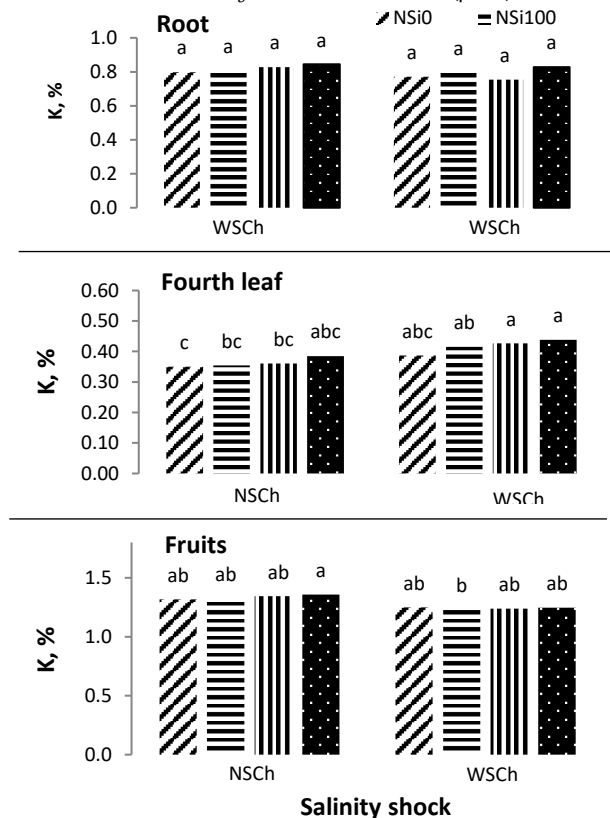 Root
NSi0 NSi100
a a a a a a a a
K, %
1.0
0.8
0.6
0.4
0.2
0.0
WSCh WSCh
Fourth leaf
K, %
0.60
0.50
0.40
0.30
0.20
0.10
0.00
c bc bc abc abc ab a a
NSCh WSCh
Fruits
K, %
1.5
1.0
0.5
0.0
ab ab ab a ab b ab ab
NSCh WSCh
Salinity shock